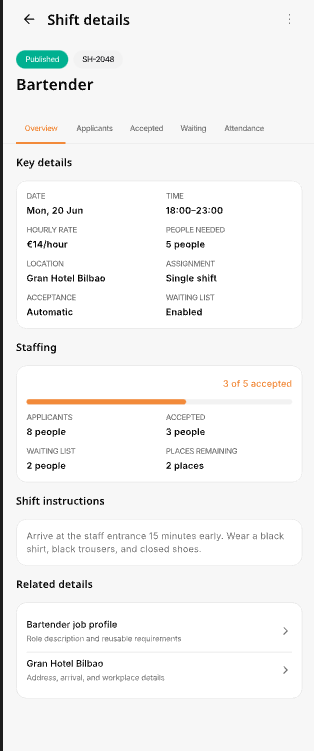 Shift details
Published SH-2048
Bartender
Overview Applicants Accepted Waiting Attendance
Key details
DATE TIME
Mon, 20 Jun 18:00–23:00
HOURLY RATE PEOPLE NEEDED
€14/hour 5 people
LOCATION ASSIGNMENT
Gran Hotel Bilbao Single shift
ACCEPTANCE WAITING LIST
Automatic Enabled
Staffing
3 of 5 accepted
APPLICANTS ACCEPTED
8 people 3 people
WAITING LIST PLACES REMAINING
2 people 2 places
Shift instructions
Arrive at the staff entrance 15 minutes early. Wear a black
shirt, black trousers, and closed shoes.
Related details
Bartender job profile
Role description and reusable requirements
Gran Hotel Bilbao
Address, arrival, and workplace details